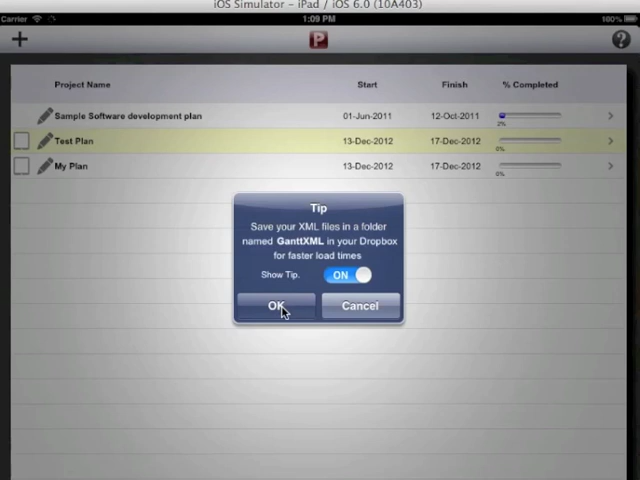 iOS Simulator – iPad / iOS 6.0 (10A403)
Carrier 1:09 PM 100%
+ P ?
Project Name Start Finish % Completed
Sample Software development plan 01-Jun-2011 12-Oct-2011 2%
Test Plan 13-Dec-2012 17-Dec-2012 0%
My Plan 13-Dec-2012 17-Dec-2012 0%
Tip
Save your XML files in a folder
named GanttXML in your Dropbox
for faster load times
Show Tip. ON
OK Cancel